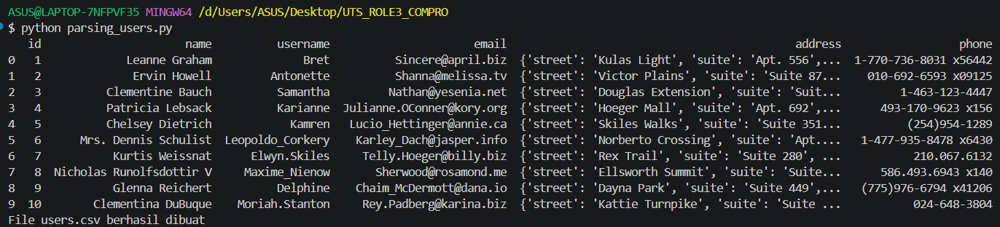 ASUS@LAPTOP-7NFPVF35 MINGW64 /d/Users/ASUS/Desktop/UTS_ROLE3_COMPRO
$ python parsing_users.py
id name username email address phone
0 1 Leanne Graham Bret Sincere@april.biz {'street': 'Kulas Light', 'suite': 'Apt. 556',... 1-770-736-8031 x56442
1 2 Ervin Howell Antonette Shanna@melissa.tv {'street': 'Victor Plains', 'suite': 'Suite 87... 010-692-6593 x09125
2 3 Clementine Bauch Samantha Nathan@yesenia.net {'street': 'Douglas Extension', 'suite': 'Suit... 1-463-123-4447
3 4 Patricia Lebsack Karianne Julianne.OConner@kory.org {'street': 'Hoeger Mall', 'suite': 'Apt. 692',... 493-170-9623 x156
4 5 Chelsey Dietrich Kamren Lucio_Hettinger@annie.ca {'street': 'Skiles Walks', 'suite': 'Suite 351... (254)954-1289
5 6 Mrs. Dennis Schulist Leopoldo_Corkery Karley_Dach@jasper.info {'street': 'Norberto Crossing', 'suite': 'Apt.... 1-477-935-8478 x6430
6 7 Kurtis Weissnat Elwyn.Skiles Telly.Hoeger@billy.biz {'street': 'Rex Trail', 'suite': 'Suite 280', ... 210.067.6132
7 8 Nicholas Runolfsdottir V Maxime_Nienow Sherwood@rosamond.me {'street': 'Ellsworth Summit', 'suite': 'Suite... 586.493.6943 x140
8 9 Glenna Reichert Delphine Chaim_McDermott@dana.io {'street': 'Dayna Park', 'suite': 'Suite 449',... (775)976-6794 x41206
9 10 Clementina DuBuque Moriah.Stanton Rey.Padberg@karina.biz {'street': 'Kattie Turnpike', 'suite': 'Suite ... 024-648-3804
File users.csv berhasil dibuat